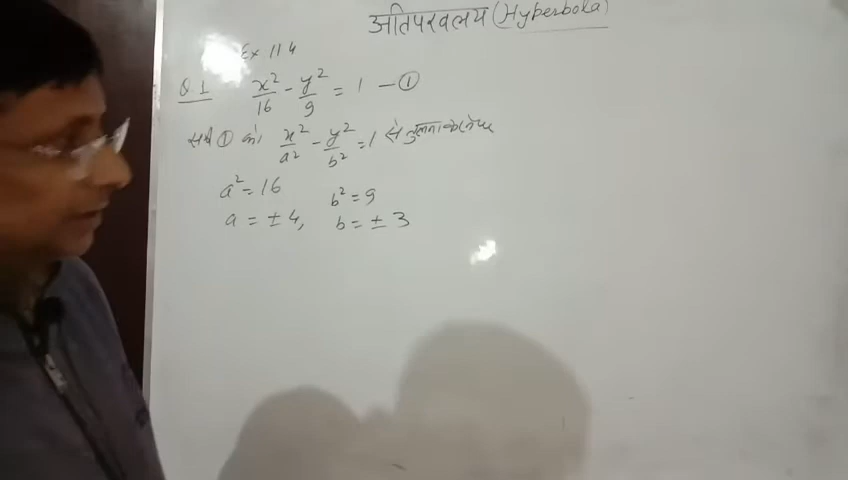 अतिपरवलय (Hyperbola)
Ex 11.4
Q.1 x²/16 - y²/9 = 1 — ①
समी ① को x²/a² - y²/b² = 1 से तुलना करने पर
a² = 16 b² = 9
a = ± 4, b = ± 3